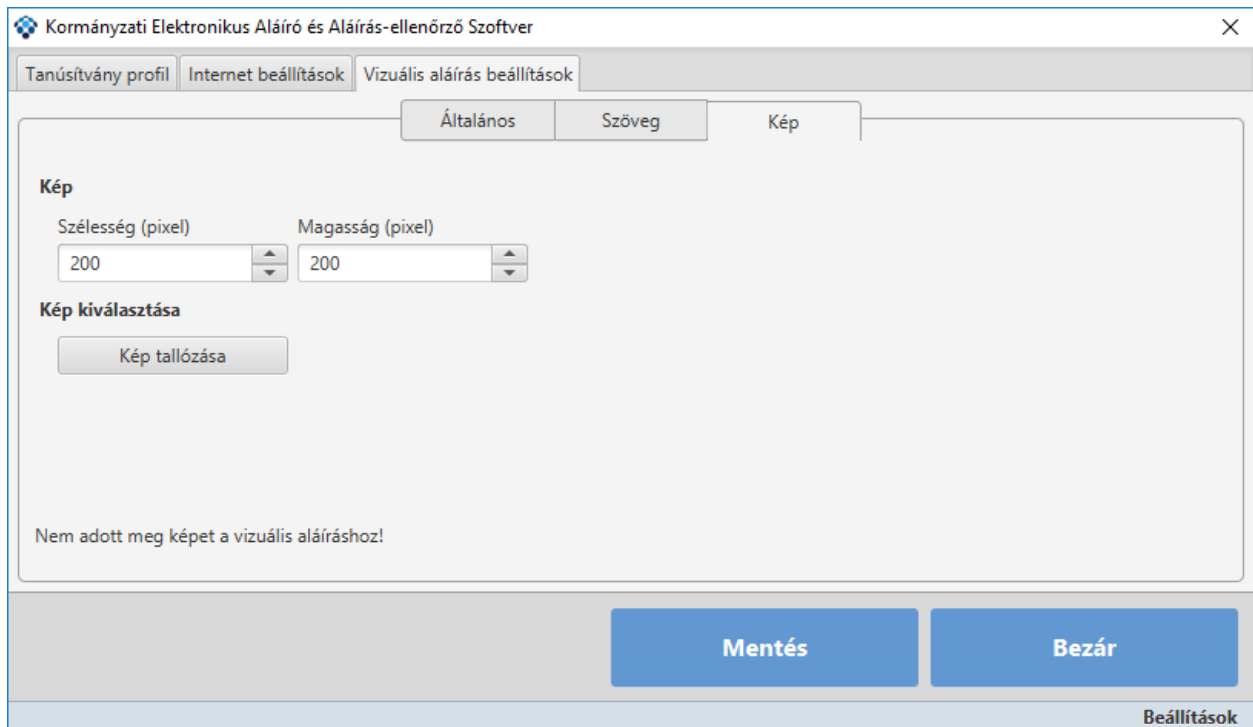 Kormányzati Elektronikus Aláíró és Aláírás-ellenőrző Szoftver
Tanúsítvány profil Internet beállítások Vizuális aláírás beállítások
Általános Szöveg Kép
Kép
Szélesség (pixel) Magasság (pixel)
200 200
Kép kiválasztása
Kép tallózása
Nem adott meg képet a vizuális aláíráshoz!
Mentés Bezár
Beállítások